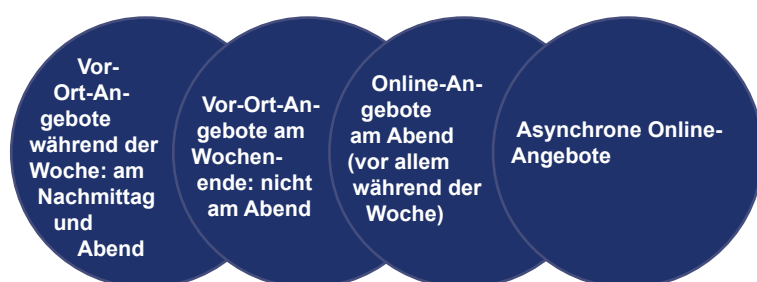 Vor-
Ort-An-
gebote
während der
Woche: am
Nachmittag
und
Abend
Vor-Ort-An-
gebote am
Wochen-
ende: nicht
am Abend
Online-An-
gebote
am Abend
(vor allem
während der
Woche)
Asynchrone Online-
Angebote